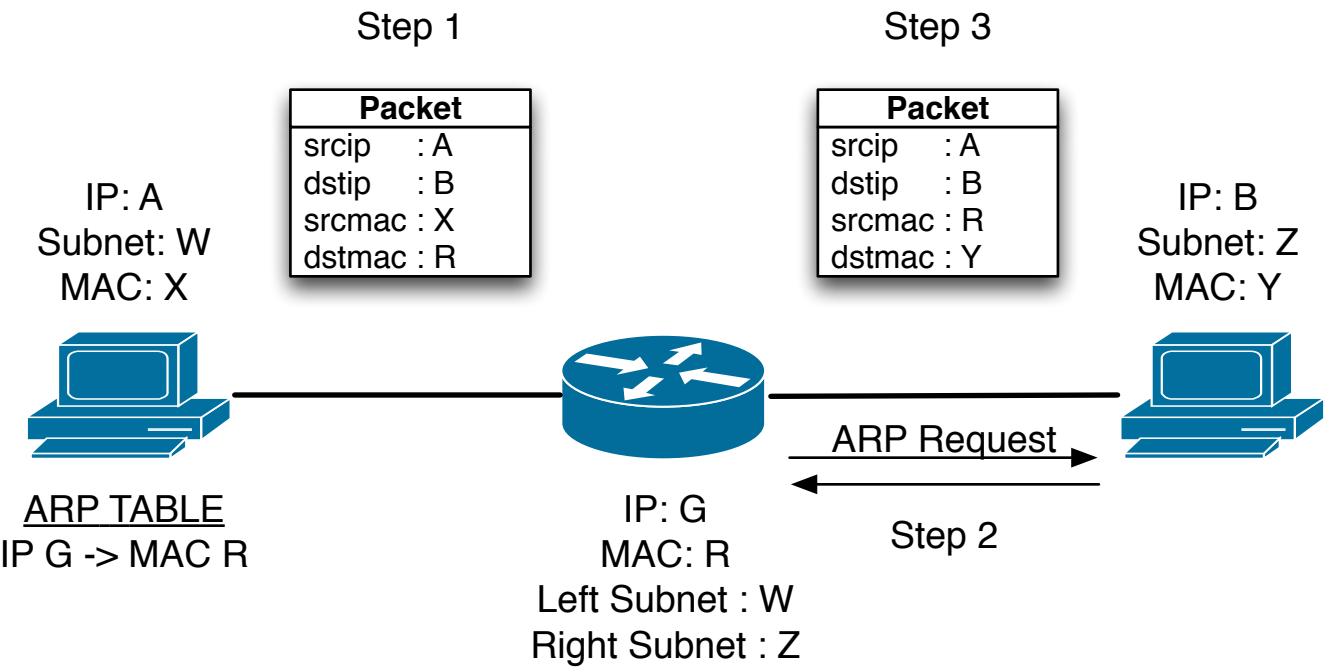 Step 1
Step 3
Packet
srcip : A
dstip : B
srcmac : X
dstmac : R
Packet
srcip : A
dstip : B
srcmac : R
dstmac : Y
IP: A
Subnet: W
MAC: X
IP: B
Subnet: Z
MAC: Y
ARP Request
Step 2
ARP TABLE
IP G -> MAC R
IP: G
MAC: R
Left Subnet : W
Right Subnet : Z